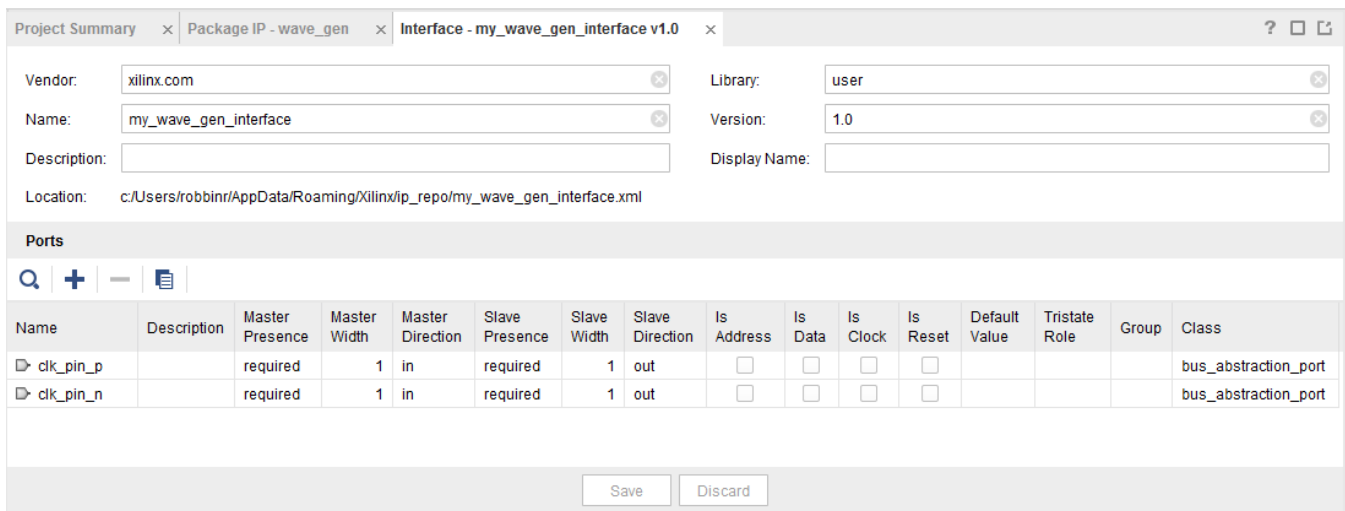 Project Summary × Package IP - wave_gen × Interface - my_wave_gen_interface v1.0 × ?
Vendor: xilinx.com Library: user
Name: my_wave_gen_interface Version: 1.0
Description: Display Name:
Location: c:/Users/robbinr/AppData/Roaming/Xilinx/ip_repo/my_wave_gen_interface.xml
Ports
Name Description Master Presence Master Width Master Direction Slave Presence Slave Width Slave Direction Is Address Is Data Is Clock Is Reset Default Value Tristate Role Group Class
clk_pin_p required 1 in required 1 out bus_abstraction_port
clk_pin_n required 1 in required 1 out bus_abstraction_port
Save Discard